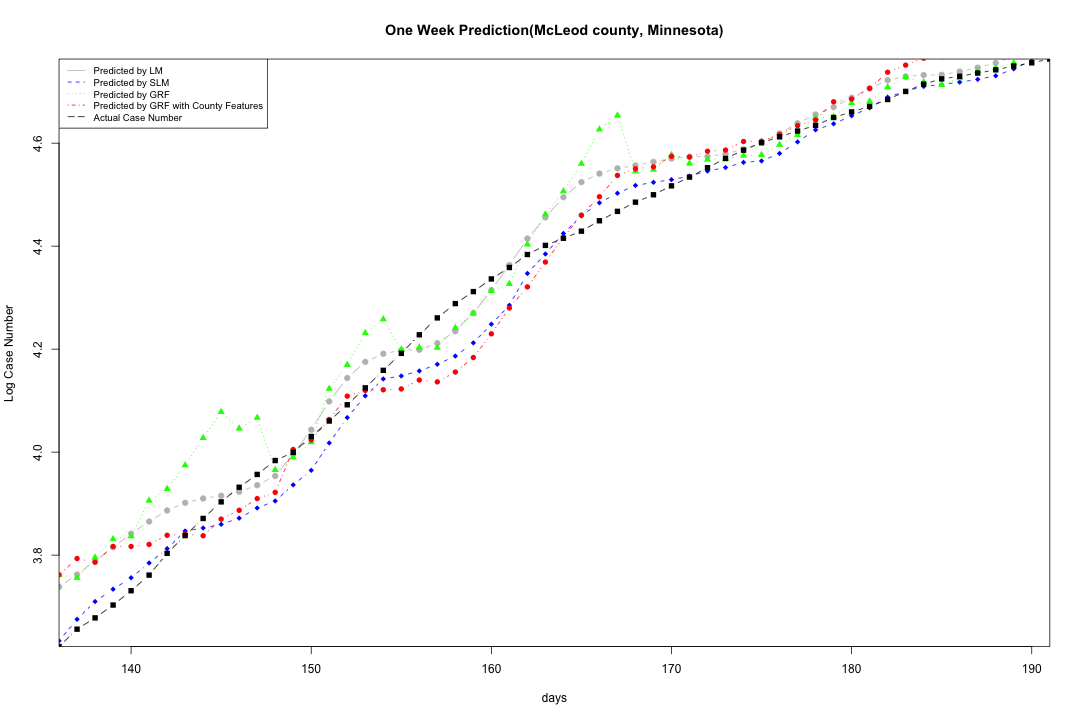 One Week Prediction(McLeod county, Minnesota)
Predicted by LM
Predicted by SLM
Predicted by GRF
Predicted by GRF with County Features
Actual Case Number
Log Case Number
4.6
4.4
4.2
4.0
3.8
140 150 160 170 180 190
days